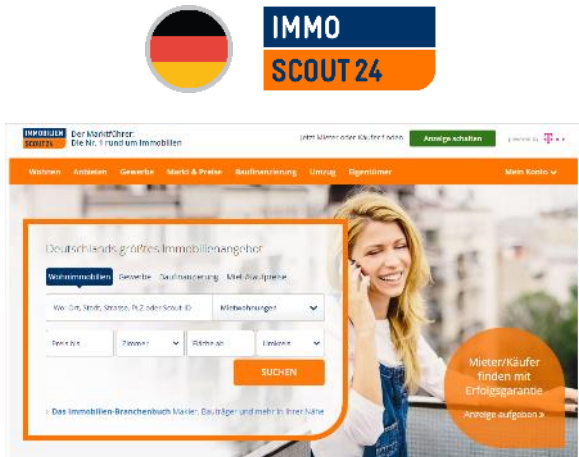 IMMO
SCOUT 24
IMMOBILIEN
SCOUT24
Der Marktführer:
Die Nr. 1 rund um Immobilien
Jetzt Mieter oder Käufer finden
Anzeige schalten
Wohnen Anbieten Gewerbe Markt & Preise Baufinanzierung Umzug Eigentümer Mein Konto
Deutschlands größtes Immobilienangebot
Wohnimmobilien Gewerbe Baufinanzierung Miet-/Kaufpreise
Wo: Ort, Stadt, Strasse, PLZ oder Scout-ID Mietwohnungen
Preis bis Zimmer Fläche ab Umkreis
SUCHEN
Das Immobilien-Branchenbuch Makler, Bauträger und mehr in Ihrer Nähe
Mieter/Käufer
finden mit
Erfolgsgarantie
Anzeige aufgeben »